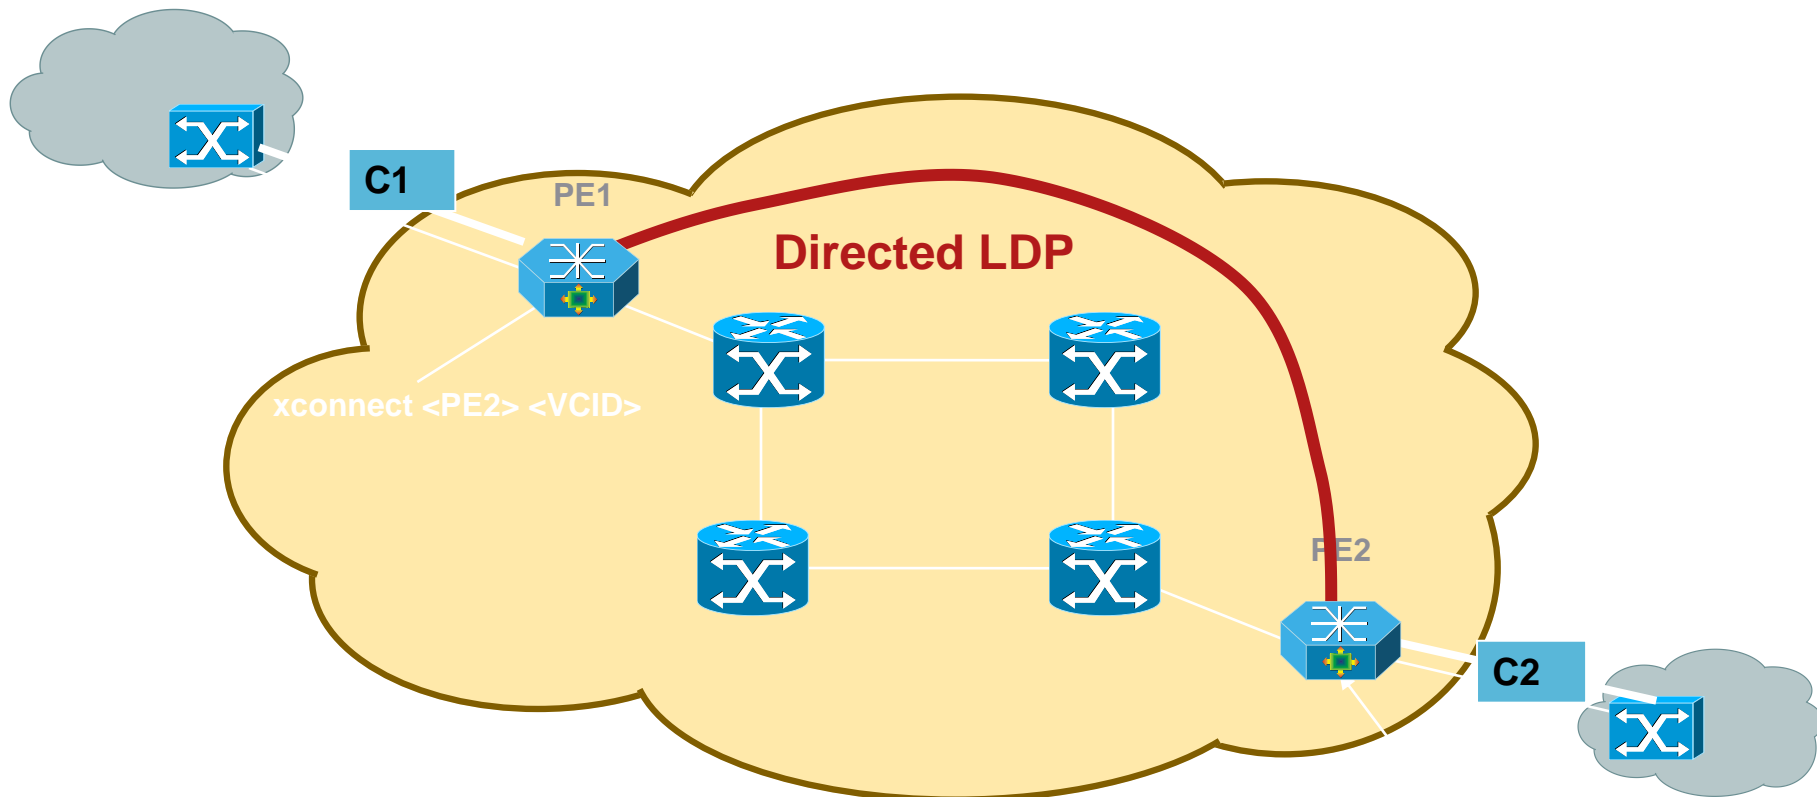 C1
PE1
Directed LDP
xconnect <PE2> <VCID>
PE2
C2